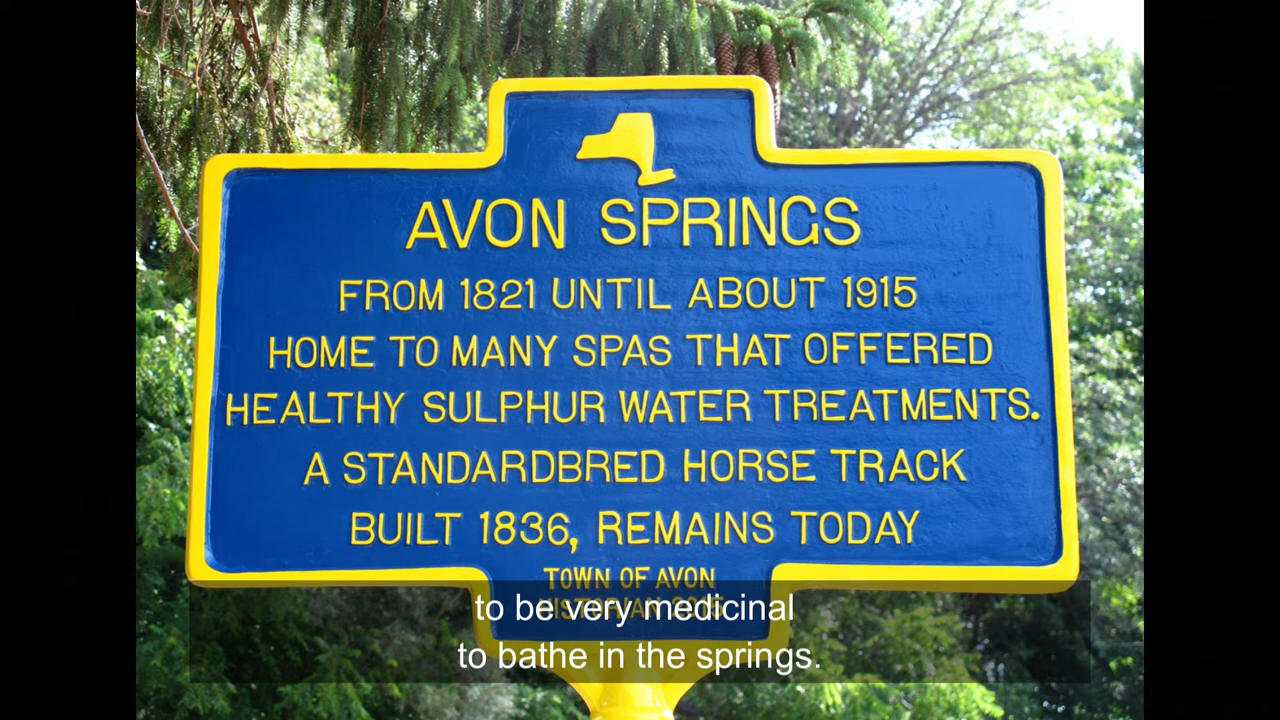 AVON SPRINGS
FROM 1821 UNTIL ABOUT 1915
HOME TO MANY SPAS THAT OFFERED
HEALTHY SULPHUR WATER TREATMENTS.
A STANDARDBRED HORSE TRACK
BUILT 1836, REMAINS TODAY
TOWN OF AVON
HISTORIAN
to be very medicinal
to bathe in the springs.